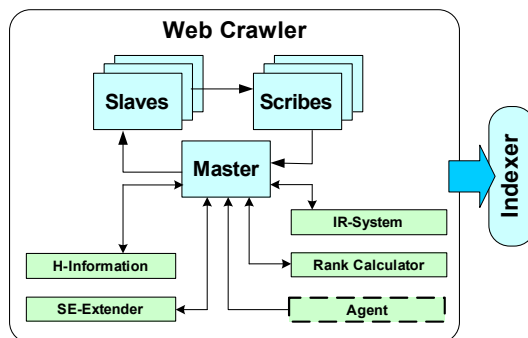 Web Crawler
Slaves
Scribes
Master
IR-System
H-Information
Rank Calculator
SE-Extender
Agent
Indexer